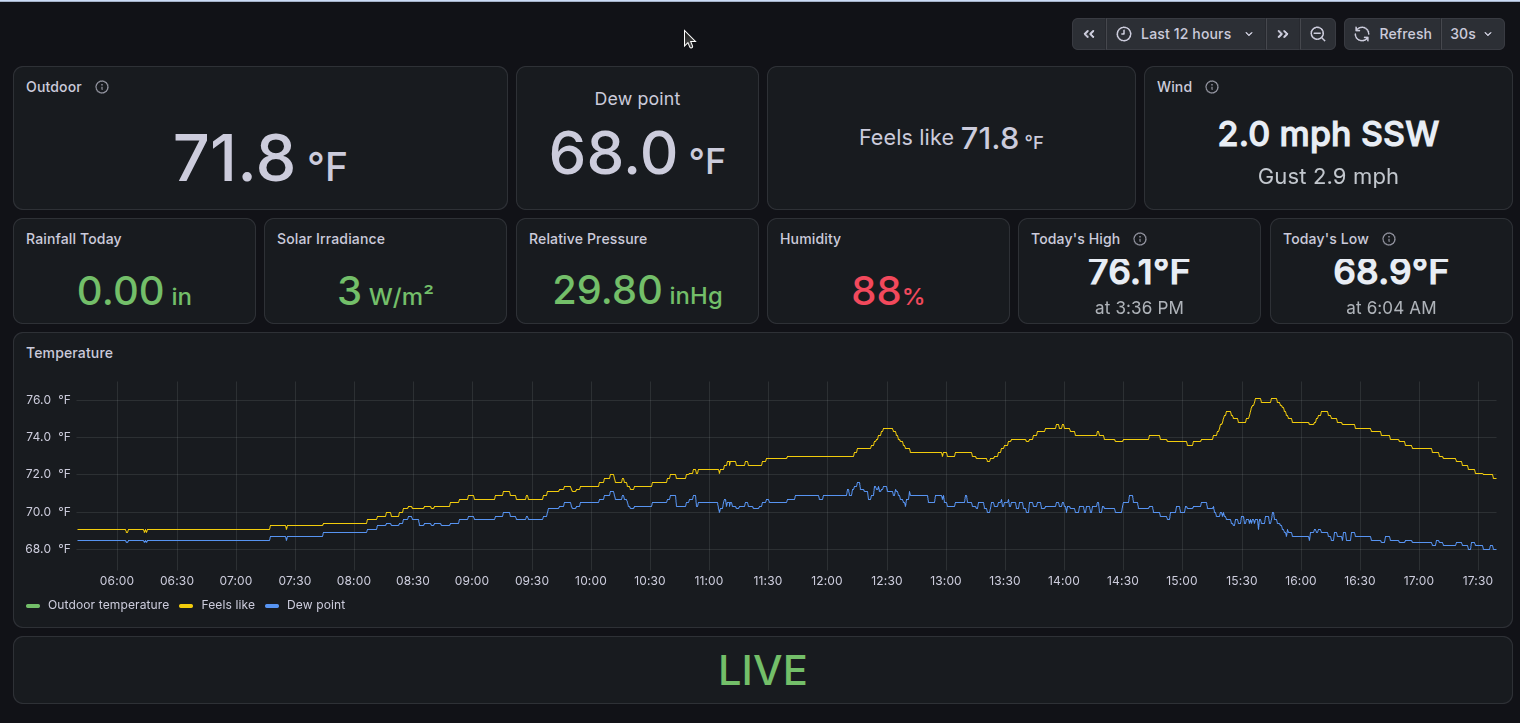 Last 12 hours
Refresh
30s
Outdoor
71.8 °F
Dew point
68.0 °F
Feels like 71.8 °F
Wind
2.0 mph SSW
Gust 2.9 mph
Rainfall Today
0.00 in
Solar Irradiance
3 W/m²
Relative Pressure
29.80 inHg
Humidity
88%
Today's High
76.1°F
at 3:36 PM
Today's Low
68.9°F
at 6:04 AM
Temperature
76.0 °F
74.0 °F
72.0 °F
70.0 °F
68.0 °F
06:00 06:30 07:00 07:30 08:00 08:30 09:00 09:30 10:00 10:30 11:00 11:30 12:00 12:30 13:00 13:30 14:00 14:30 15:00 15:30 16:00 16:30 17:00 17:30
Outdoor temperature Feels like Dew point
LIVE